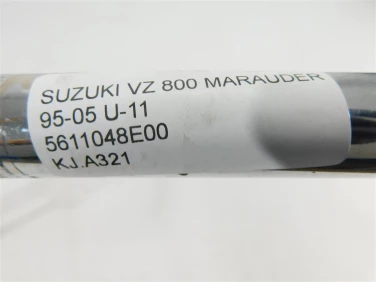 SUZUKI VZ 800 MARAUDER
95-05 U-11
5611048E00
KJ.A321